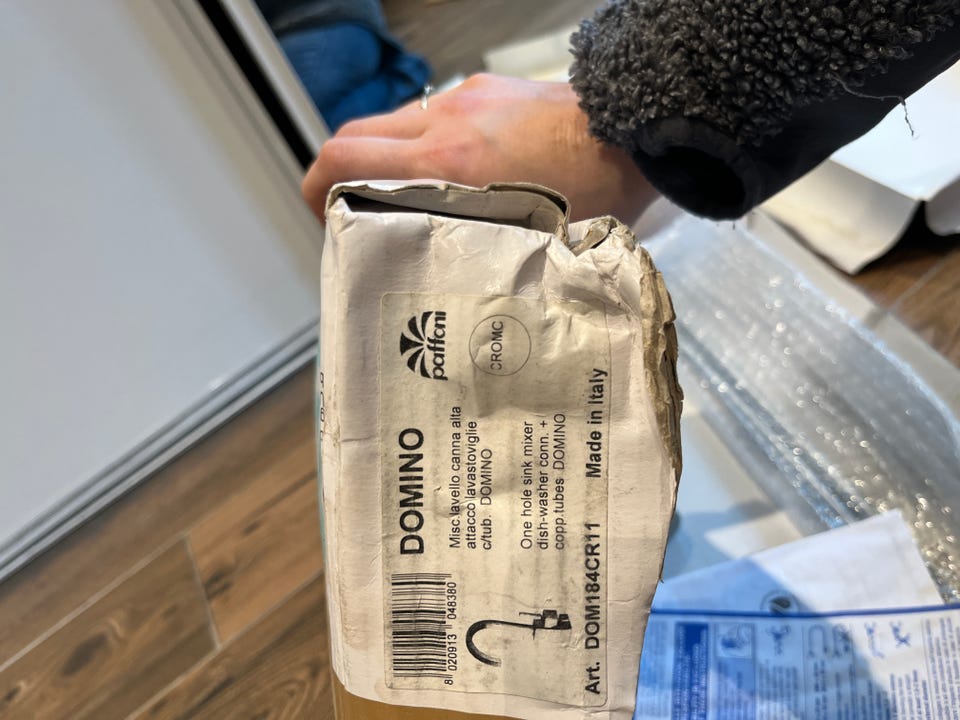 paffoni
CROMC
DOMINO
Misc.lavello canna alta
attacco lavastoviglie
c/tub. DOMINO
One hole sink mixer
dish-washer conn. +
copp.tubes DOMINO
8 020913 048380
Art. DOM184CR11 Made in Italy